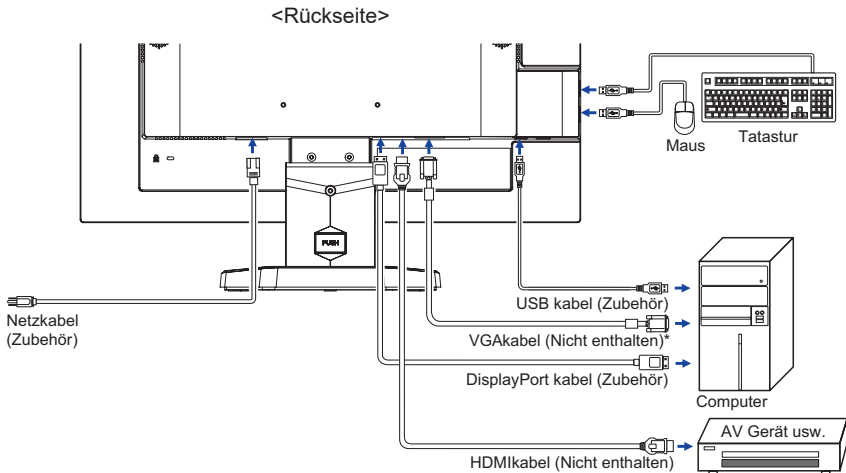 <Rückseite>
Maus
Tatastur
PUSH
USB kabel (Zubehör)
Netzkabel
(Zubehör)
VGAkabel (Nicht enthalten)*
DisplayPort kabel (Zubehör)
Computer
AV Gerät usw.
HDMIkabel (Nicht enthalten)